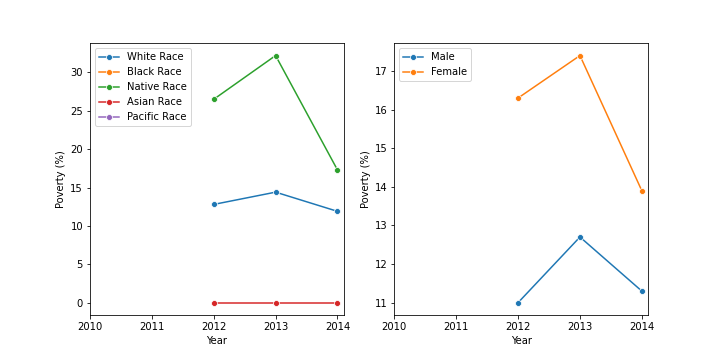 White Race
Black Race
Native Race
Asian Race
Pacific Race
30
25
20
15
10
5
0
Poverty (%)
2010 2011 2012 2013 2014
Year
Male
Female
17
16
15
14
13
12
11
Poverty (%)
2010 2011 2012 2013 2014
Year